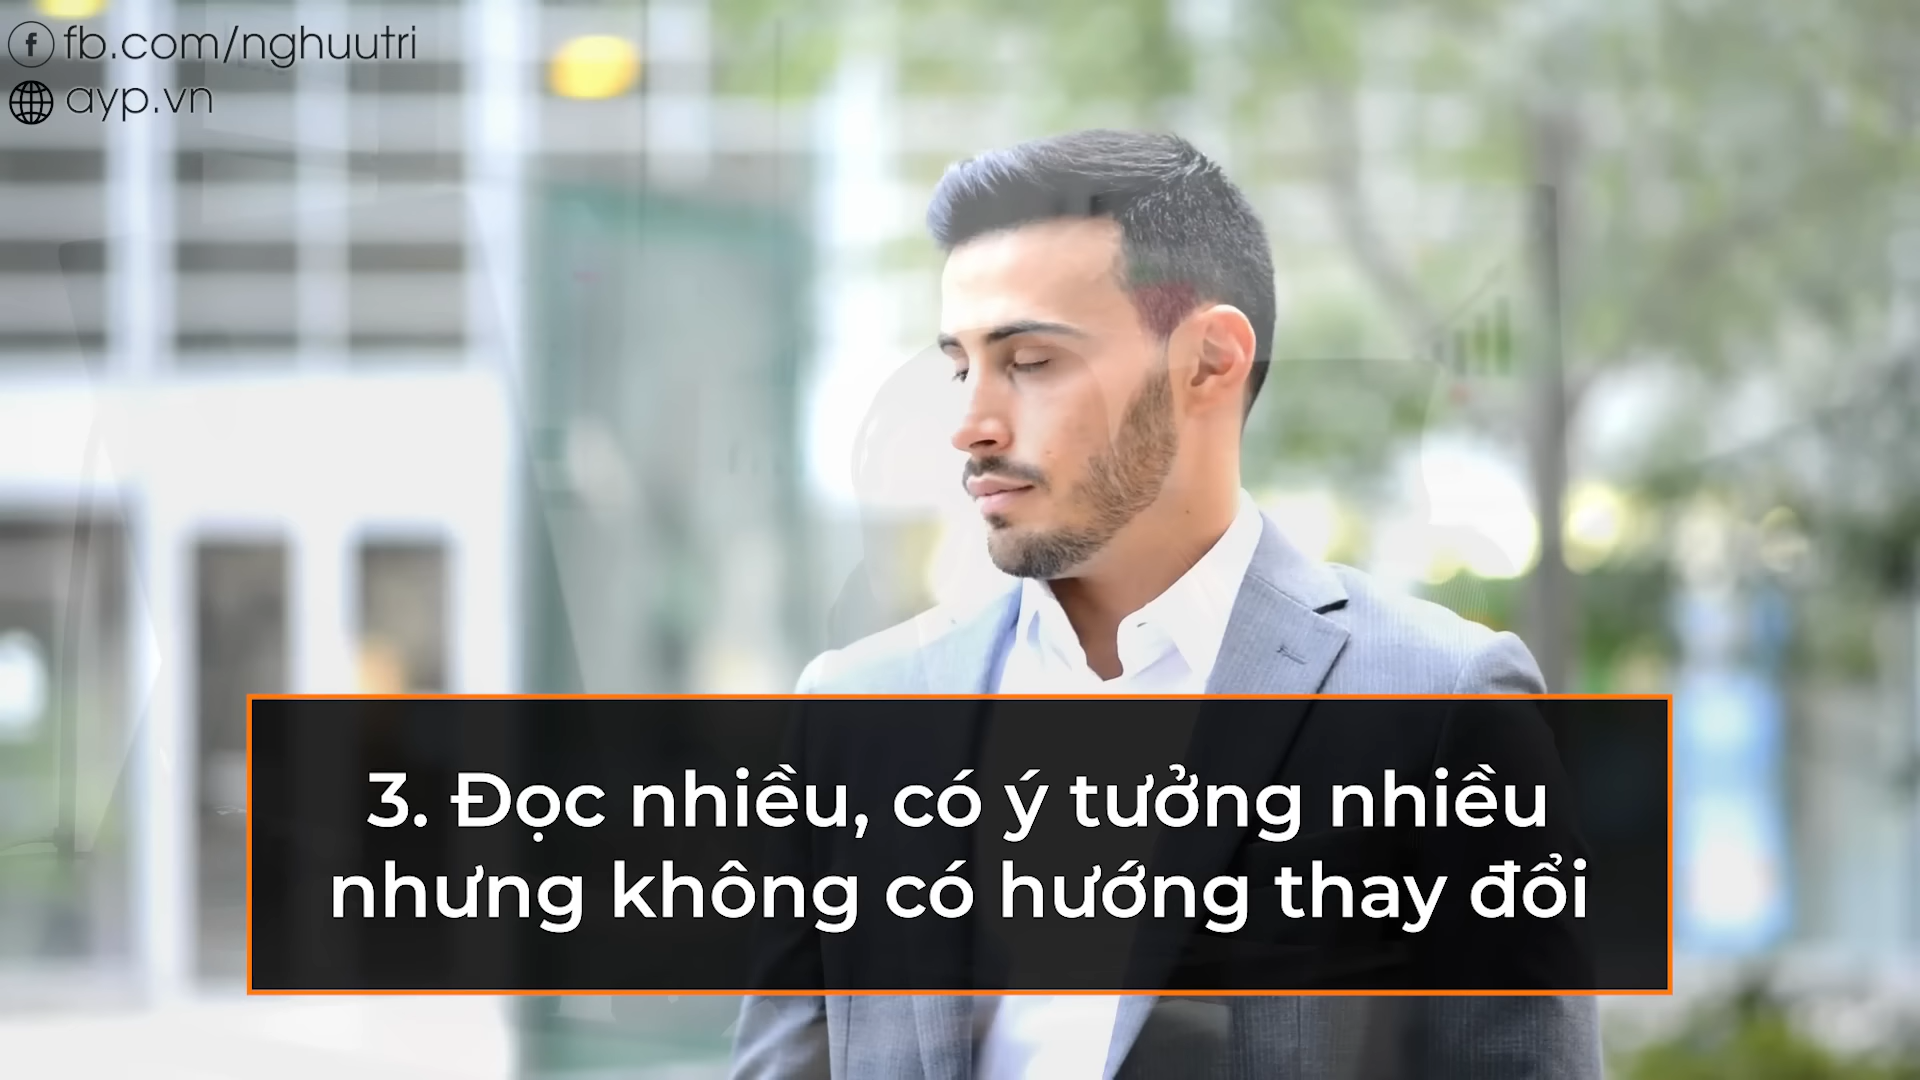 fb.com/nghuutri
ayp.vn
3. Đọc nhiều, có ý tưởng nhiều
nhưng không có hướng thay đổi